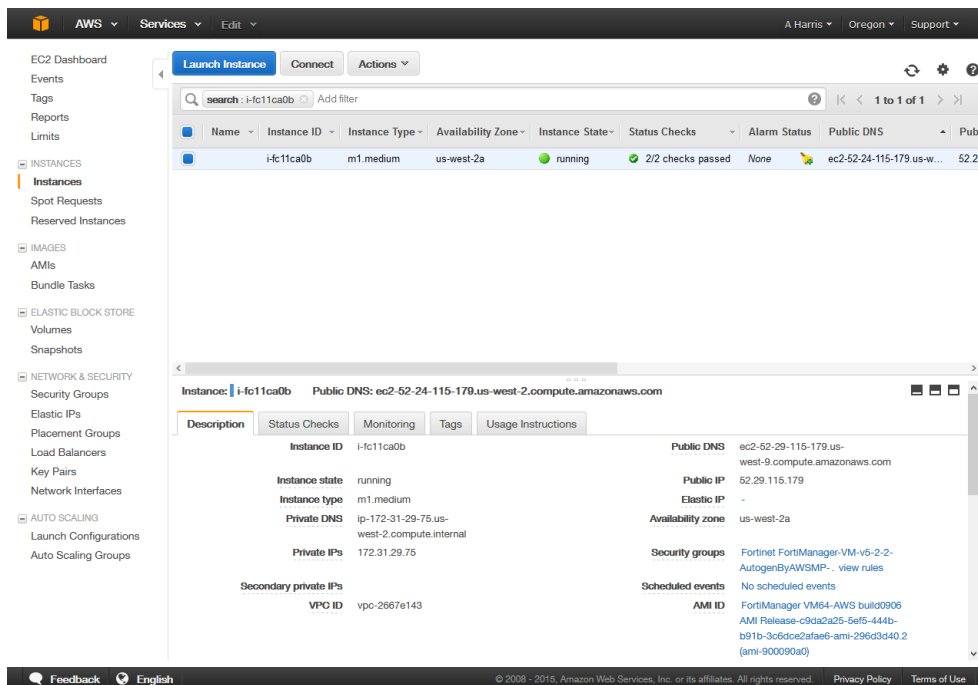 AWS Services Edit A Harris Oregon Support
EC2 Dashboard
Events
Tags
Reports
Limits
INSTANCES
Instances
Spot Requests
Reserved Instances
IMAGES
AMIs
Bundle Tasks
ELASTIC BLOCK STORE
Volumes
Snapshots
NETWORK & SECURITY
Security Groups
Elastic IPs
Placement Groups
Load Balancers
Key Pairs
Network Interfaces
AUTO SCALING
Launch Configurations
Auto Scaling Groups
Launch Instance Connect Actions
search : i-fc11ca0b Add filter 1 to 1 of 1
Name Instance ID Instance Type Availability Zone Instance State Status Checks Alarm Status Public DNS Pub
i-fc11ca0b m1.medium us-west-2a running 2/2 checks passed None ec2-52-24-115-179.us-w... 52.2
Instance: i-fc11ca0b Public DNS: ec2-52-24-115-179.us-west-2.compute.amazonaws.com
Description Status Checks Monitoring Tags Usage Instructions
Instance ID i-fc11ca0b
Instance state running
Instance type m1.medium
Private DNS ip-172-31-29-75.us-
west-2.compute.internal
Private IPs 172.31.29.75
Secondary private IPs
VPC ID vpc-2667e143
Public DNS ec2-52-29-115-179.us-
west-9.compute.amazonaws.com
Public IP 52.29.115.179
Elastic IP -
Availability zone us-west-2a
Security groups Fortinet FortiManager-VM-v5-2-2-
AutogenByAWSMP-. view rules
Scheduled events No scheduled events
AMI ID FortiManager VM64-AWS build0906
AMI Release-c9da2a25-5ef5-444b-
b91b-3c6dce2afae6-ami-296d3d40.2
(ami-900090a0)
Feedback English © 2008 - 2015, Amazon Web Services, Inc. or its affiliates. All rights reserved. Privacy Policy Terms of Use